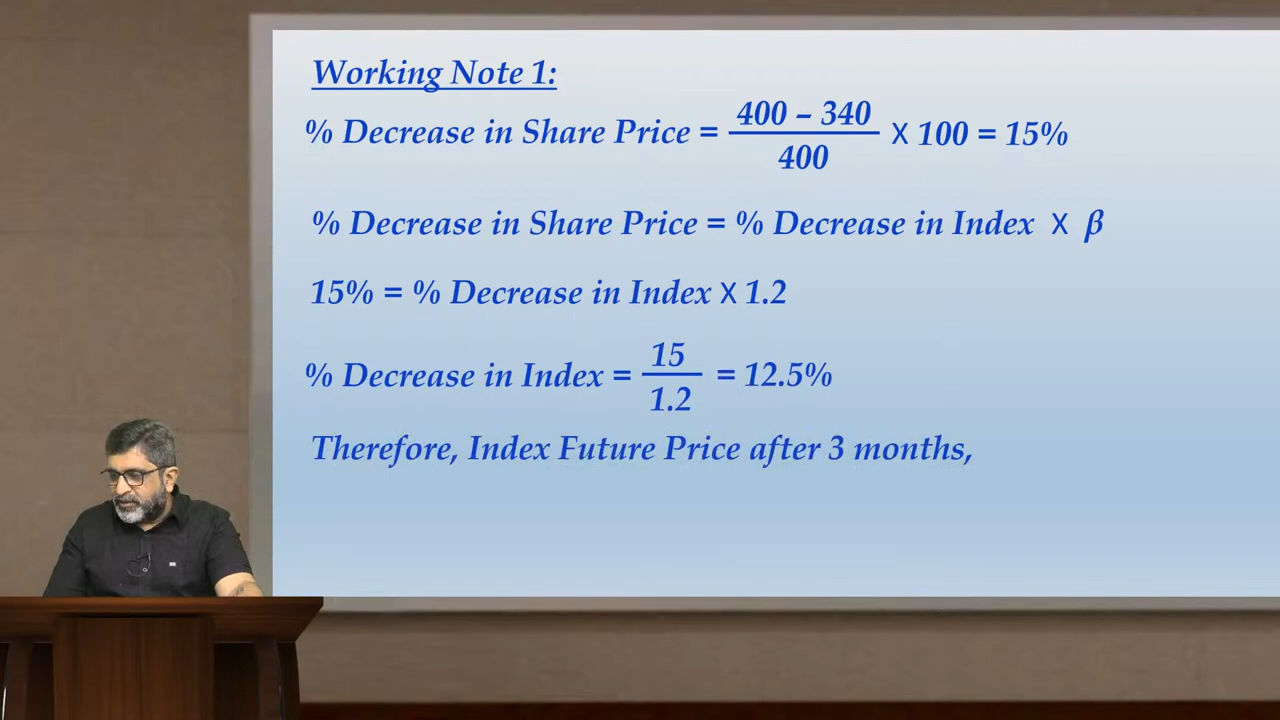 Working Note 1:
% Decrease in Share Price = 400 – 340 / 400 X 100 = 15%
% Decrease in Share Price = % Decrease in Index X β
15% = % Decrease in Index X 1.2
% Decrease in Index = 15 / 1.2 = 12.5%
Therefore, Index Future Price after 3 months,